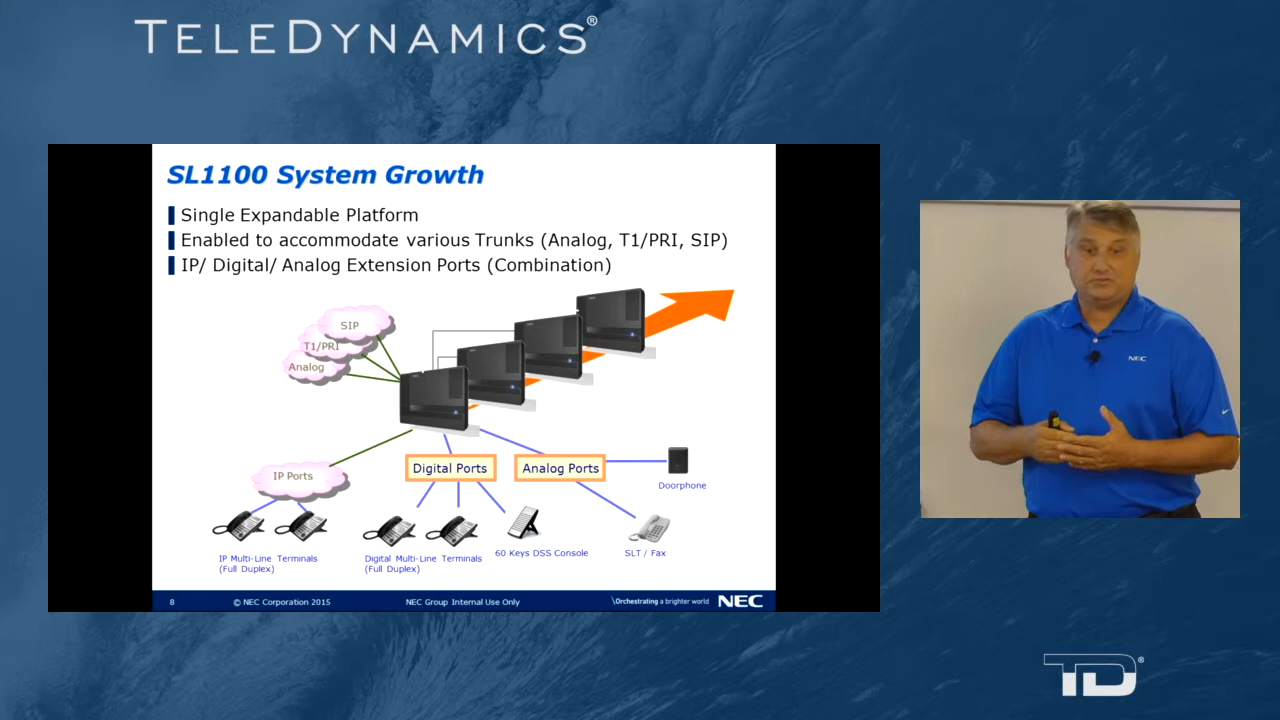 TELEDYNAMICS®
SL1100 System Growth
Single Expandable Platform
Enabled to accommodate various Trunks (Analog, T1/PRI, SIP)
IP/ Digital/ Analog Extension Ports (Combination)
SIP
T1/PRI
Analog
IP Ports
Digital Ports
Analog Ports
Doorphone
IP Multi-Line Terminals
(Full Duplex)
Digital Multi-Line Terminals
(Full Duplex)
60 Keys DSS Console
SLT / Fax
8
© NEC Corporation 2015
NEC Group Internal Use Only
\Orchestrating a brighter world
NEC
NEC
TD®